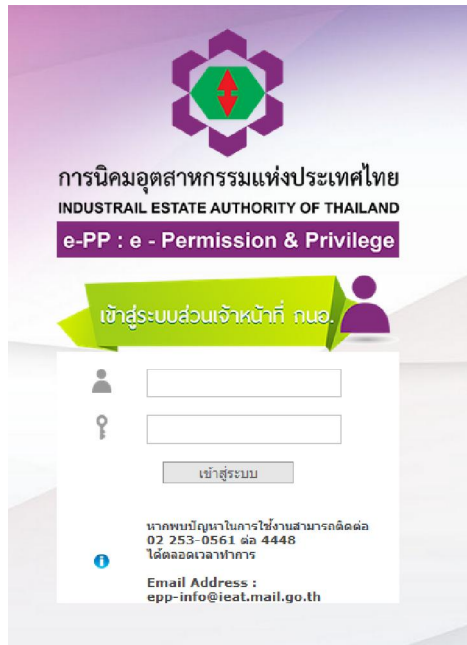 การนิคมอุตสาหกรรมแห่งประเทศไทย
INDUSTRAIL ESTATE AUTHORITY OF THAILAND
e-PP : e - Permission & Privilege
เข้าสู่ระบบส่วนเจ้าหน้าที่ กนอ.
เข้าสู่ระบบ
หากพบปัญหาในการใช้งานสามารถติดต่อ
02 253-0561 ต่อ 4448
ได้ตลอดเวลาทำการ
Email Address :
epp-info@ieat.mail.go.th